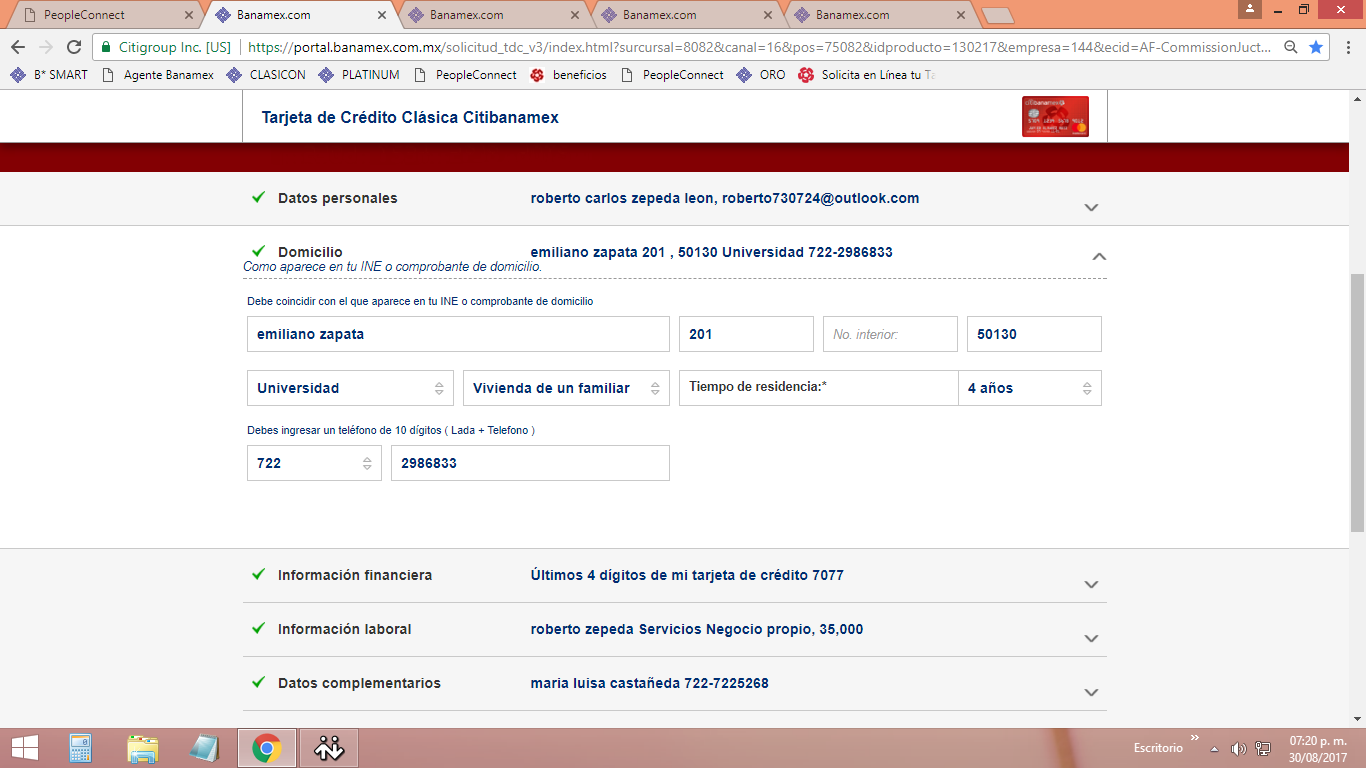 PeopleConnect
Banamex.com
Banamex.com
Banamex.com
Banamex.com
Citigroup Inc. [US]
https://portal.banamex.com.mx/solicitud_tdc_v3/index.html?surcursal=8082&canal=16&pos=75082&idproducto=130217&empresa=144&ecid=AF-CommissionJuct...
B* SMART
Agente Banamex
CLASICON
PLATINUM
PeopleConnect
beneficios
PeopleConnect
ORO
Solicita en Línea tu Ta
Tarjeta de Crédito Clásica Citibanamex
Datos personales
roberto carlos zepeda leon, roberto730724@outlook.com
Domicilio
emiliano zapata 201 , 50130 Universidad 722-2986833
Como aparece en tu INE o comprobante de domicilio.
Debe coincidir con el que aparece en tu INE o comprobante de domicilio
emiliano zapata
201
No. interior:
50130
Universidad
Vivienda de un familiar
Tiempo de residencia:*
4 años
Debes ingresar un teléfono de 10 dígitos ( Lada + Telefono )
722
2986833
Información financiera
Últimos 4 dígitos de mi tarjeta de crédito 7077
Información laboral
roberto zepeda Servicios Negocio propio, 35,000
Datos complementarios
maria luisa castañeda 722-7225268
Escritorio
07:20 p. m.
30/08/2017